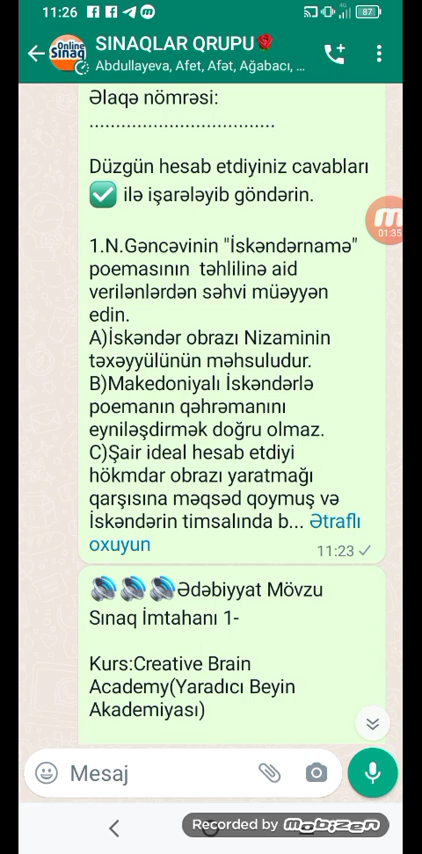 11:26
4G
87
Online
Sınaq
SINAQLAR QRUPU🌹
Abdullayeva, Afet, Afət, Ağabacı, ...
Əlaqə nömrəsi:
...................................
Düzgün hesab etdiyiniz cavabları
✅ ilə işarələyib göndərin.
01:35
1.N.Gəncəvinin "İskəndərnamə"
poemasının təhlilinə aid
verilənlərdən səhvi müəyyən
edin.
A)İskəndər obrazı Nizaminin
təxəyyülünün məhsuludur.
B)Makedoniyalı İskəndərlə
poemanın qəhrəmanını
eyniləşdirmək doğru olmaz.
C)Şair ideal hesab etdiyi
hökmdar obrazı yaratmağı
qarşısına məqsəd qoymuş və
İskəndərin timsalında b... Ətraflı
oxuyun
11:23
🔊🔊🔊Ədəbiyyat Mövzu
Sınaq İmtahanı 1-
Kurs:Creative Brain
Academy(Yaradıcı Beyin
Akademiyası)
Mesaj
Recorded by mobizen